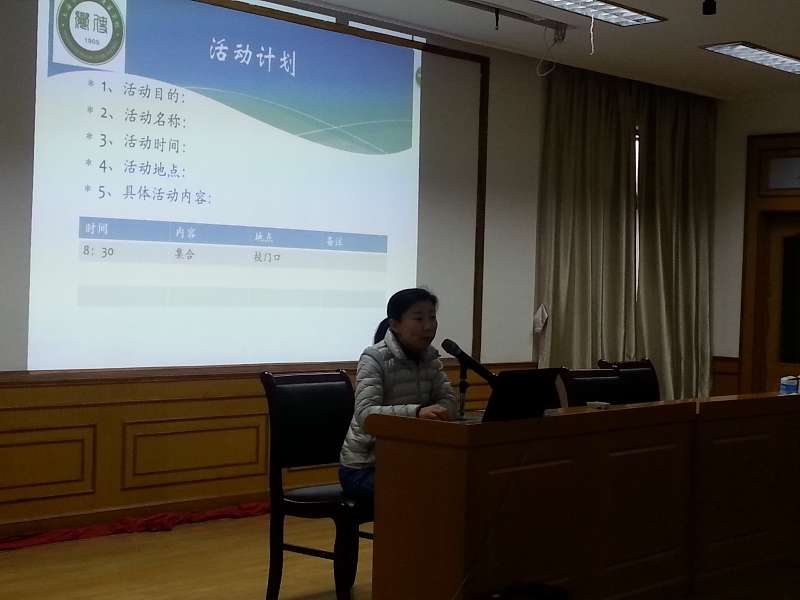 1905
活动计划
* 1、活动目的：
* 2、活动名称：
* 3、活动时间：
* 4、活动地点：
* 5、具体活动内容：
时间 内容 地点 备注
8：30 集合 校门口